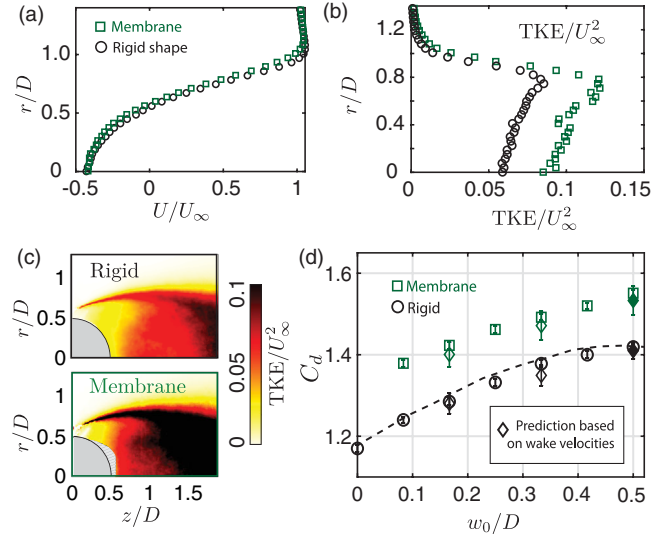 (a)
Membrane
Rigid shape
r/D
1
0.5
0
-0.5
0
0.5
1
U/U∞
(b)
TKE/U∞²
r/D
1.2
0.8
0.4
0
0
0.05
0.1
0.15
TKE/U∞²
(c)
Rigid
r/D
1
0.5
0
Membrane
r/D
1
0.5
0
0
0.5
1
1.5
z/D
0.1
0.05
0
TKE/U∞²
(d)
Membrane
Rigid
C_d
1.6
1.4
1.2
Prediction based
on wake velocities
0
0.1
0.2
0.3
0.4
0.5
w₀/D